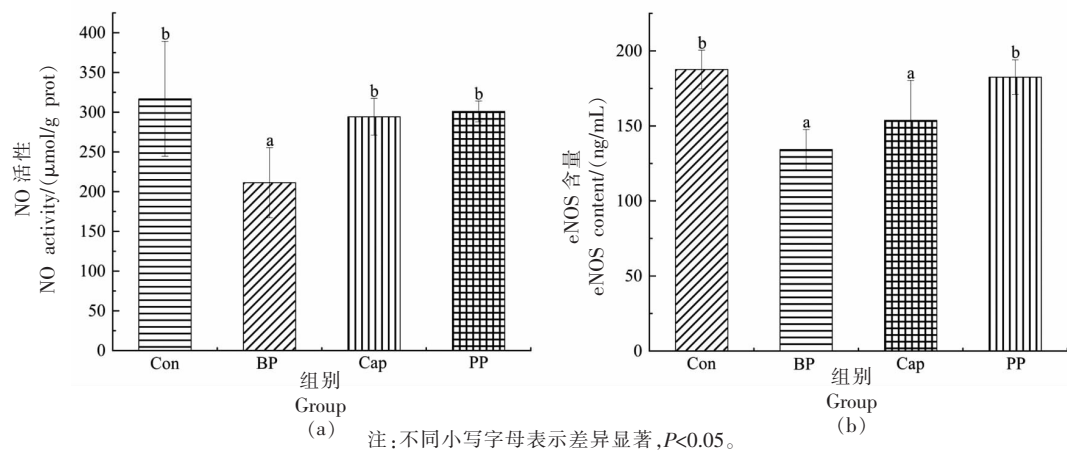 NO 活性
NO activity/(μmol/g prot)
400
350
300
250
200
150
100
50
0
b
a
b
b
Con
BP
Cap
PP
组别
Group
(a)
eNOS 含量
eNOS content/(ng/mL)
200
150
100
50
0
b
a
a
b
Con
BP
Cap
PP
组别
Group
(b)
注:不同小写字母表示差异显著,P<0.05。